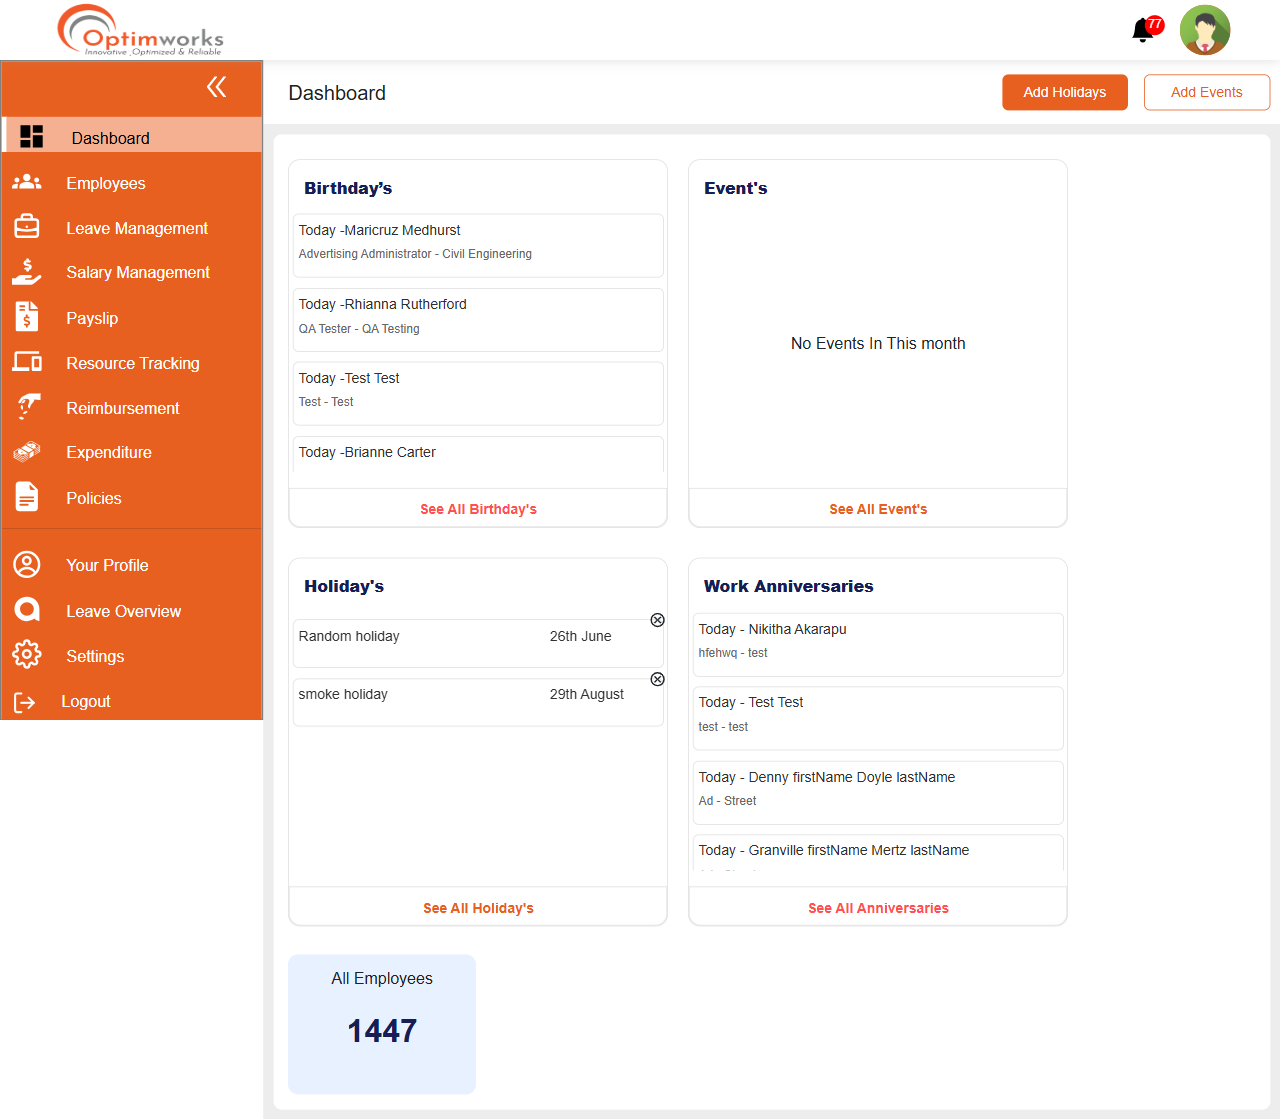 Optimworks
Innovative ,Optimized & Reliable
77
Dashboard
Employees
Leave Management
Salary Management
Payslip
Resource Tracking
Reimbursement
Expenditure
Policies
Your Profile
Leave Overview
Settings
Logout
Dashboard
Add Holidays
Add Events
Birthday’s
Today -Maricruz Medhurst
Advertising Administrator - Civil Engineering
Today -Rhianna Rutherford
QA Tester - QA Testing
Today -Test Test
Test - Test
Today -Brianne Carter
See All Birthday's
Event's
No Events In This month
See All Event's
Holiday's
Random holiday 26th June
smoke holiday 29th August
See All Holiday's
Work Anniversaries
Today - Nikitha Akarapu
hfehwq - test
Today - Test Test
test - test
Today - Denny firstName Doyle lastName
Ad - Street
Today - Granville firstName Mertz lastName
See All Anniversaries
All Employees
1447